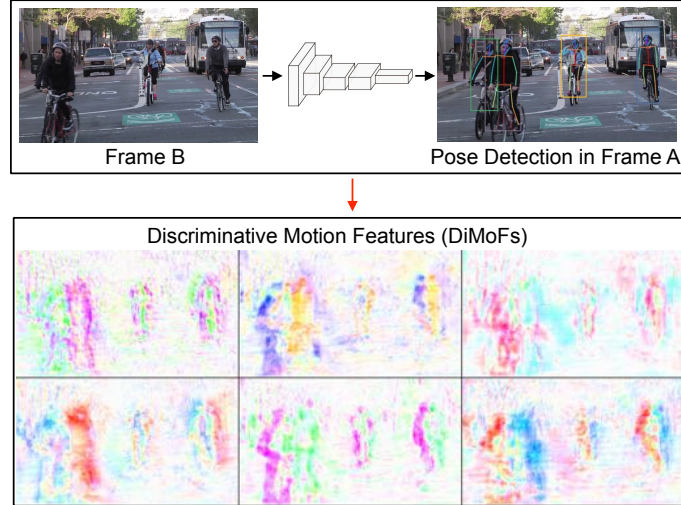 Frame B
Pose Detection in Frame A
Discriminative Motion Features (DiMoFs)